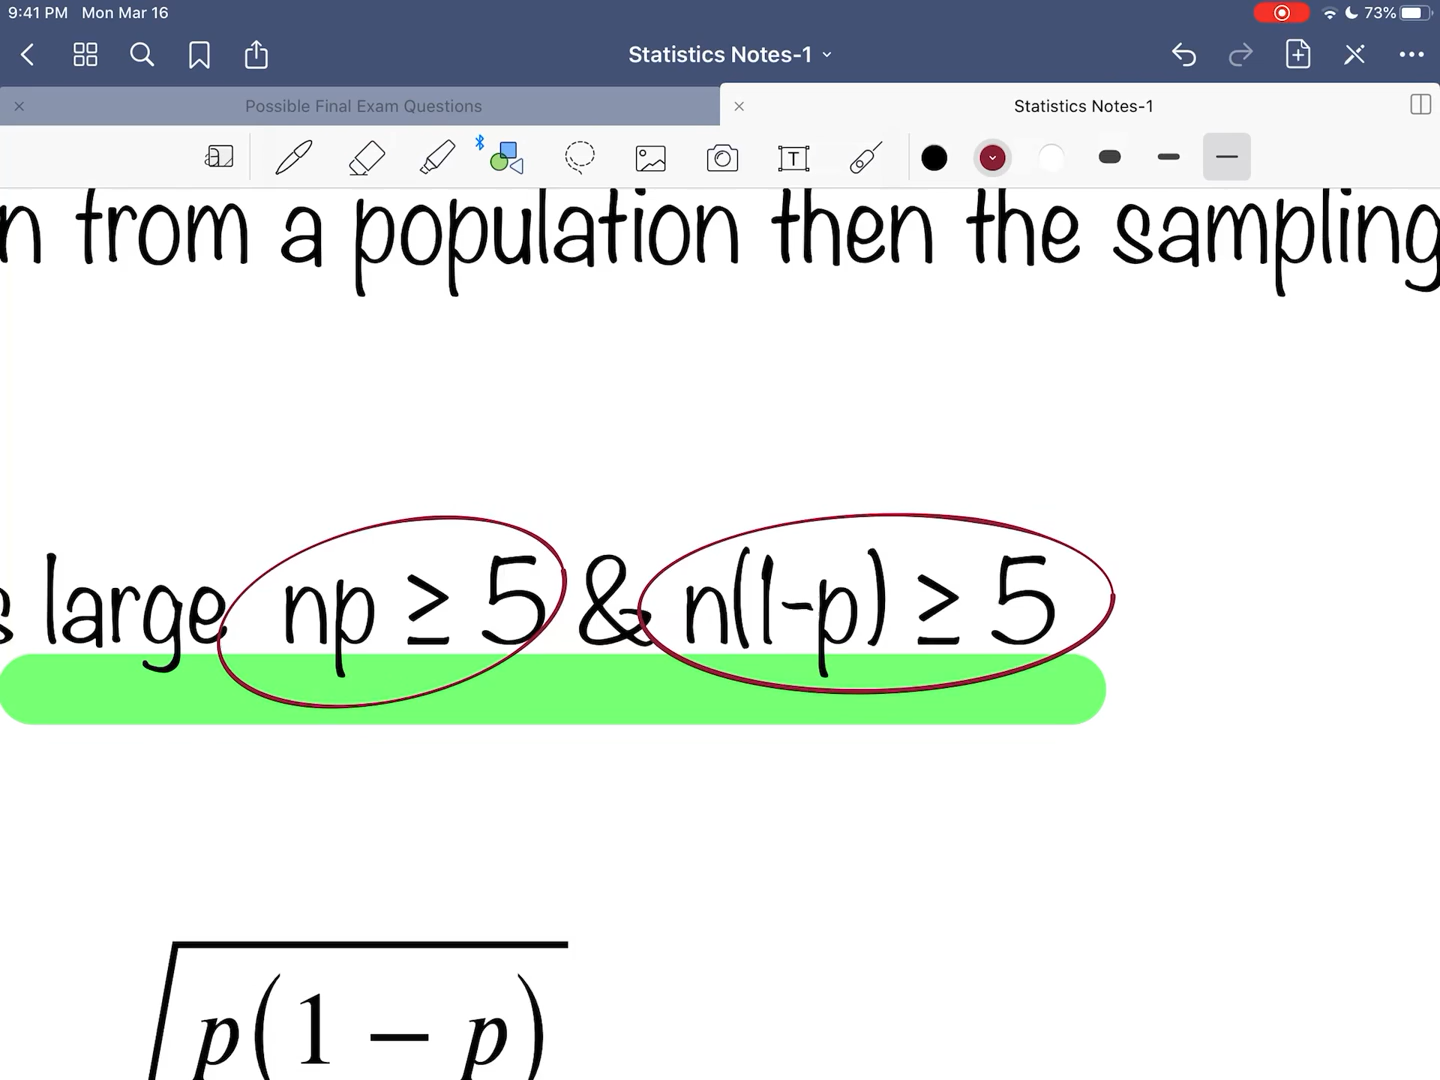 9:41 PM Mon Mar 16
73%
Statistics Notes-1
Possible Final Exam Questions
Statistics Notes-1
n from a population then the sampling
s large np ≥ 5 & n(1-p) ≥ 5
p(1 − p)